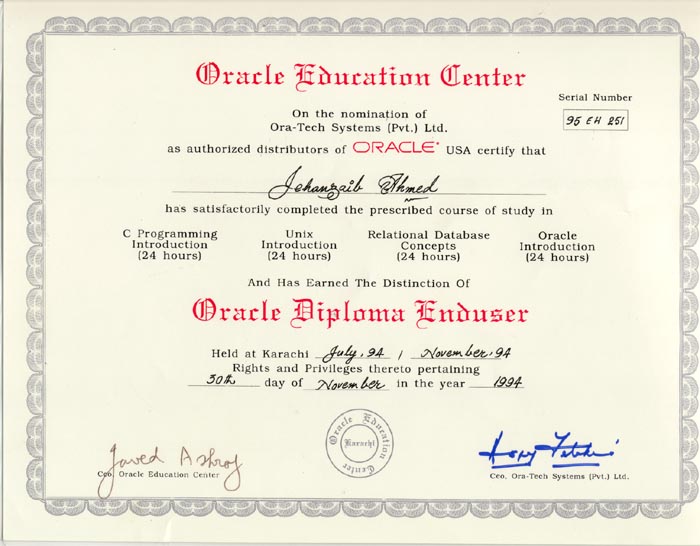 Oracle Education Center
Serial Number
95 EH 251
On the nomination of
Ora-Tech Systems (Pvt.) Ltd.
as authorized distributors of ORACLE USA certify that
Jehanzaib Ahmed
has satisfactorily completed the prescribed course of study in
C Programming Introduction (24 hours)
Unix Introduction (24 hours)
Relational Database Concepts (24 hours)
Oracle Introduction (24 hours)
And Has Earned The Distinction Of
Oracle Diploma Enduser
Held at Karachi July, 94 / November, 94
Rights and Privileges thereto pertaining
30th day of November in the year 1994
Oracle Education Center
Karachi
Javed Ashraf
Ceo, Oracle Education Center
Ceo, Ora-Tech Systems (Pvt.) Ltd.